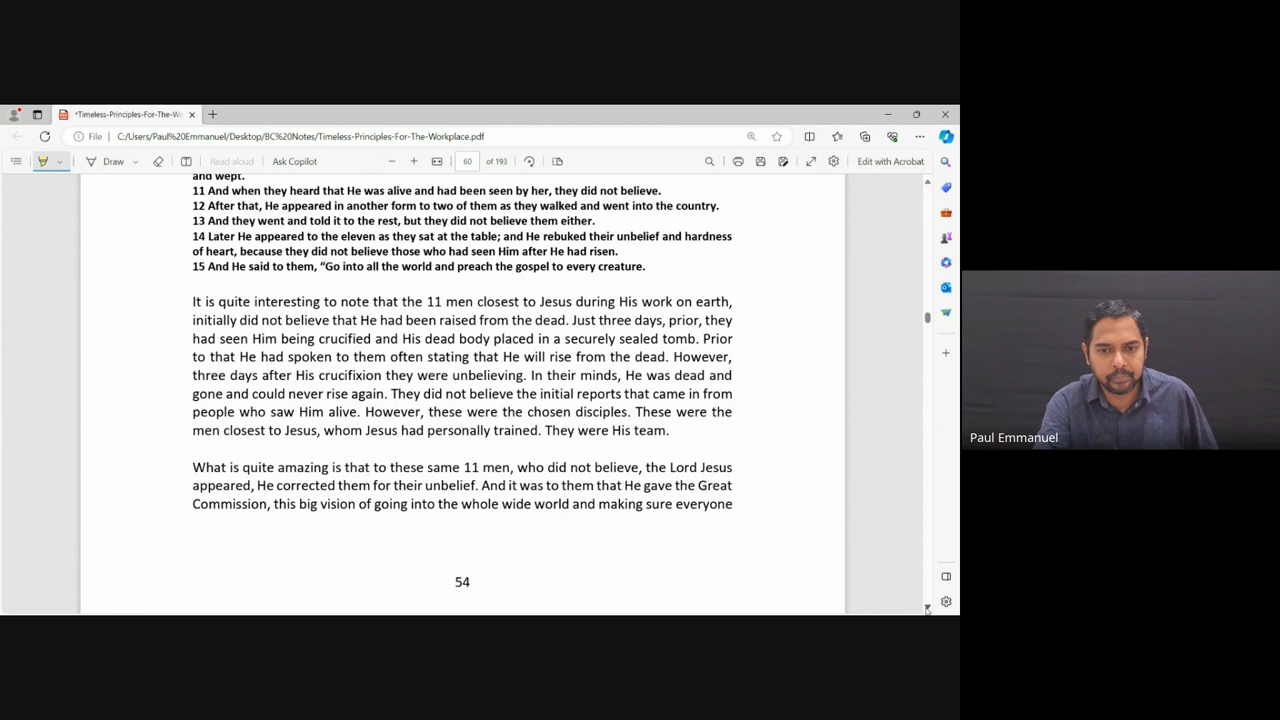 *Timeless-Principles-For-The-Wo
File
C:/Users/Paul%20Emmanuel/Desktop/BC%20Notes/Timeless-Principles-For-The-Workplace.pdf
Draw
Read aloud
Ask Copilot
60 of 193
Edit with Acrobat
and wept.
11 And when they heard that He was alive and had been seen by her, they did not believe.
12 After that, He appeared in another form to two of them as they walked and went into the country.
13 And they went and told it to the rest, but they did not believe them either.
14 Later He appeared to the eleven as they sat at the table; and He rebuked their unbelief and hardness
of heart, because they did not believe those who had seen Him after He had risen.
15 And He said to them, “Go into all the world and preach the gospel to every creature.
It is quite interesting to note that the 11 men closest to Jesus during His work on earth,
initially did not believe that He had been raised from the dead. Just three days, prior, they
had seen Him being crucified and His dead body placed in a securely sealed tomb. Prior
to that He had spoken to them often stating that He will rise from the dead. However,
three days after His crucifixion they were unbelieving. In their minds, He was dead and
gone and could never rise again. They did not believe the initial reports that came in from
people who saw Him alive. However, these were the chosen disciples. These were the
men closest to Jesus, whom Jesus had personally trained. They were His team.
What is quite amazing is that to these same 11 men, who did not believe, the Lord Jesus
appeared, He corrected them for their unbelief. And it was to them that He gave the Great
Commission, this big vision of going into the whole wide world and making sure everyone
54
Paul Emmanuel